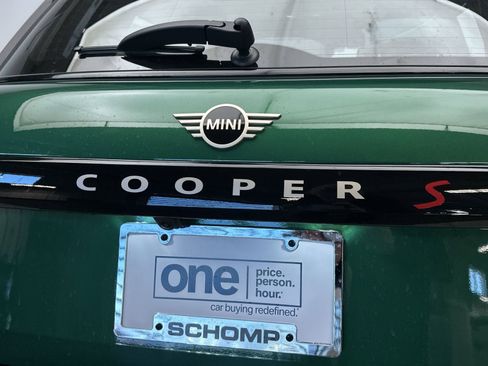 MINI
COOPER S
one
price.
person.
hour.
car buying redefined.
SCHOMP